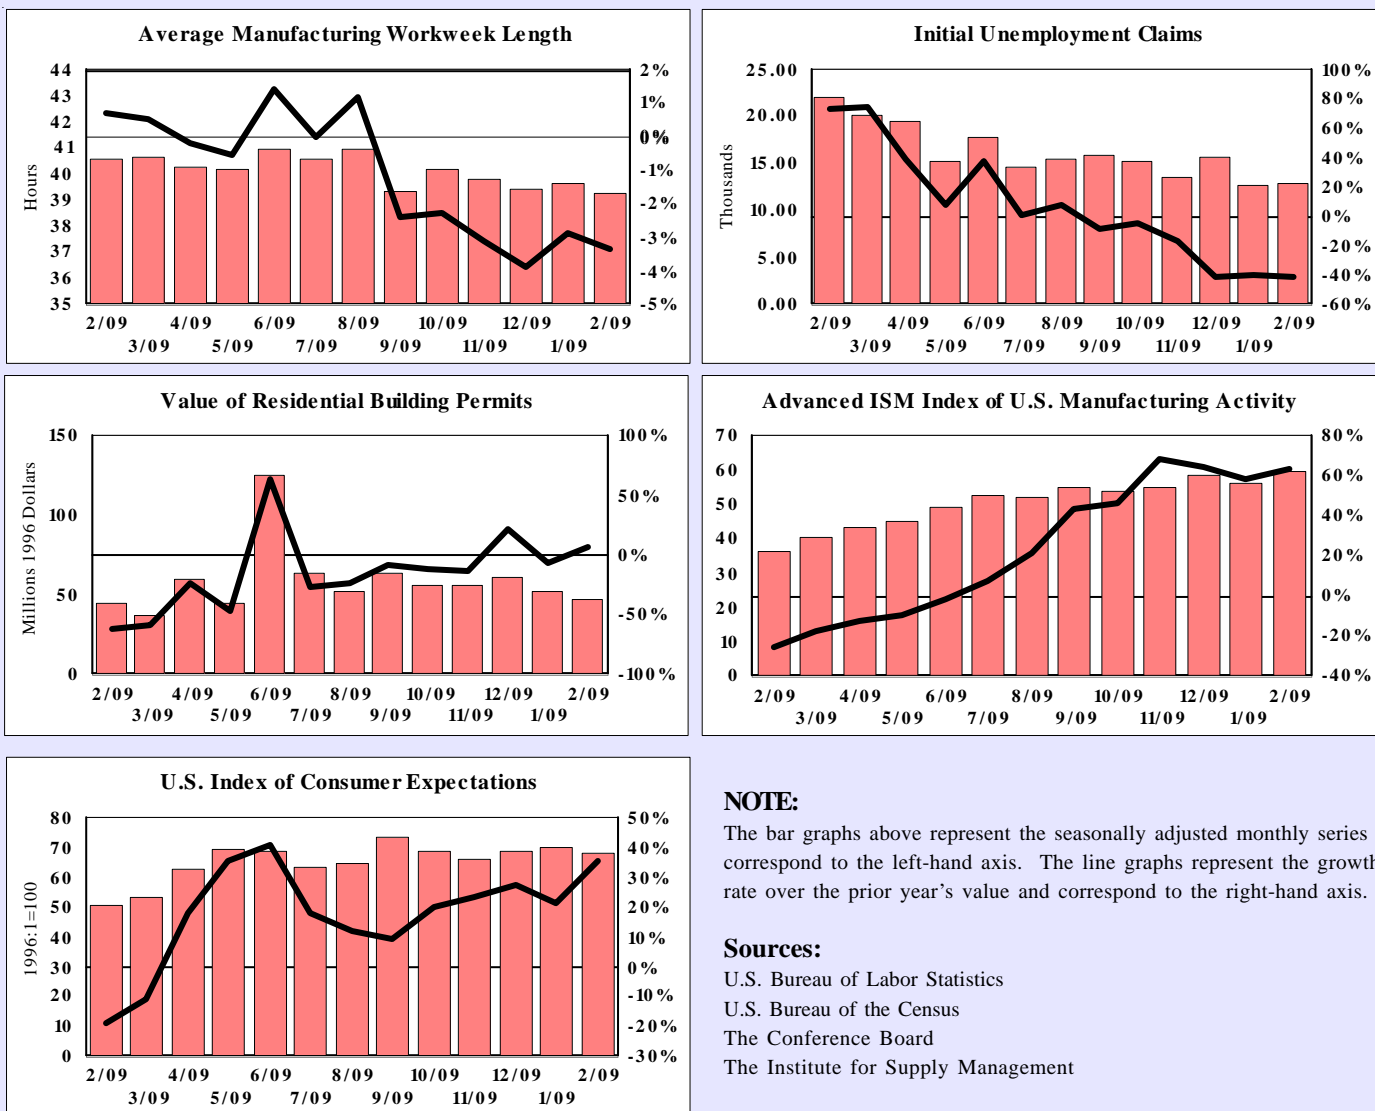 Average Manufacturing Workweek Length
44
43
42
41
40
39
38
37
36
35
Hours
2%
1%
0%
-1%
-2%
-3%
-4%
-5%
2/09 4/09 6/09 8/09 10/09 12/09 2/09
3/09 5/09 7/09 9/09 11/09 1/09
Initial Unemployment Claims
25.00
20.00
15.00
10.00
5.00
0.00
Thousands
100%
80%
60%
40%
20%
0%
-20%
-40%
-60%
2/09 4/09 6/09 8/09 10/09 12/09 2/09
3/09 5/09 7/09 9/09 11/09 1/09
Value of Residential Building Permits
150
100
50
0
Millions 1996 Dollars
100%
50%
0%
-50%
-100%
2/09 4/09 6/09 8/09 10/09 12/09 2/09
3/09 5/09 7/09 9/09 11/09 1/09
Advanced ISM Index of U.S. Manufacturing Activity
70
60
50
40
30
20
10
0
80%
60%
40%
20%
0%
-20%
-40%
2/09 4/09 6/09 8/09 10/09 12/09 2/09
3/09 5/09 7/09 9/09 11/09 1/09
U.S. Index of Consumer Expectations
80
70
60
50
40
30
20
10
0
1996:1=100
50%
40%
30%
20%
10%
0%
-10%
-20%
-30%
2/09 4/09 6/09 8/09 10/09 12/09 2/09
3/09 5/09 7/09 9/09 11/09 1/09
NOTE:
The bar graphs above represent the seasonally adjusted monthly series
correspond to the left-hand axis. The line graphs represent the growth
rate over the prior year's value and correspond to the right-hand axis.
Sources:
U.S. Bureau of Labor Statistics
U.S. Bureau of the Census
The Conference Board
The Institute for Supply Management